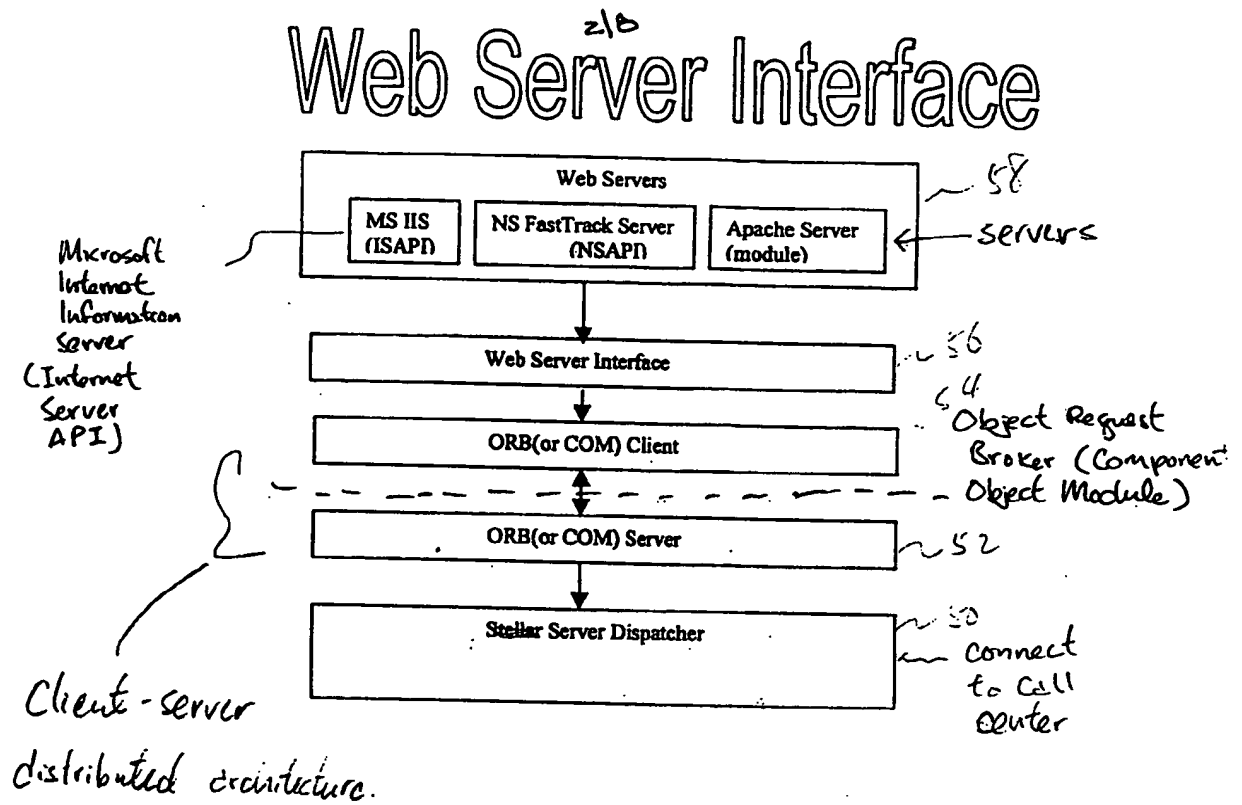 2/8
Web Server Interface
Web Servers
58
MS IIS
(ISAPI)
NS FastTrack Server
(NSAPI)
Apache Server
(module)
servers
Microsoft
Internet
Information
Server
(Internet
Server
API)
Web Server Interface
56
54
ORB(or COM) Client
Object Request
Broker (Component
Object Module)
ORB(or COM) Server
52
Stellar Server Dispatcher
50
connect
to call
center
Client-server
distributed architecture.